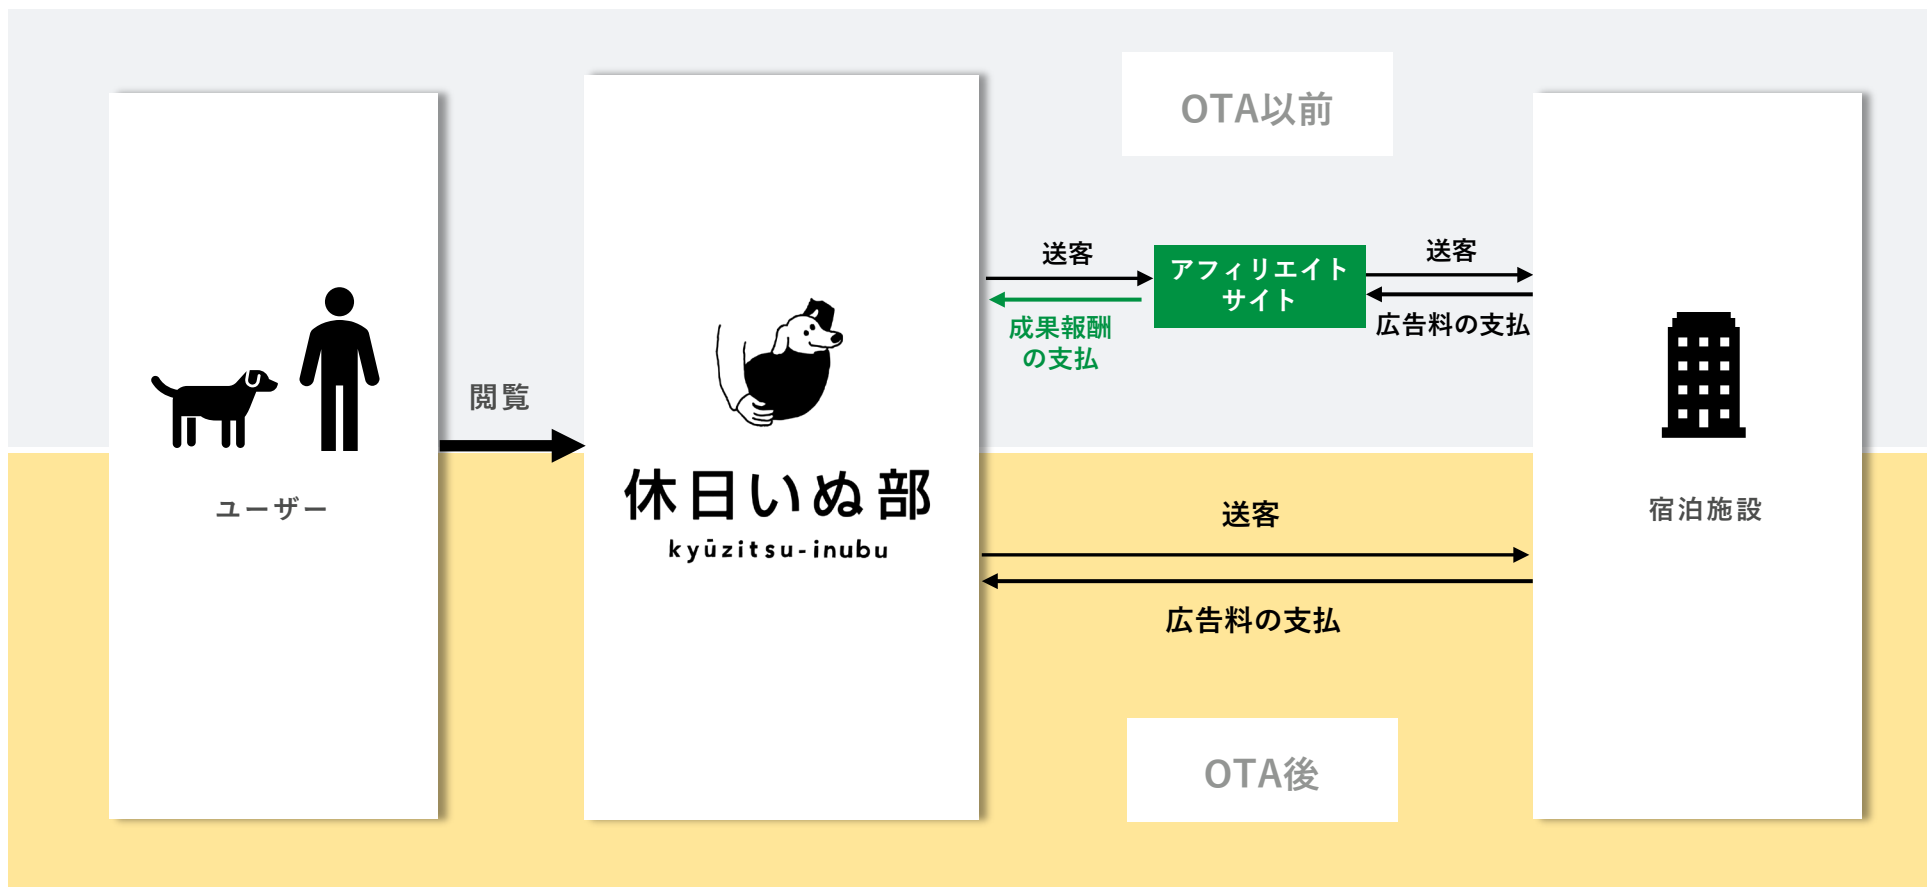 OTA以前
送客
アフィリエイト
サイト
送客
成果報酬
の支払
広告料の支払
閲覧
ユーザー
休日いぬ部
kyūzitsu-inubu
宿泊施設
送客
広告料の支払
OTA後